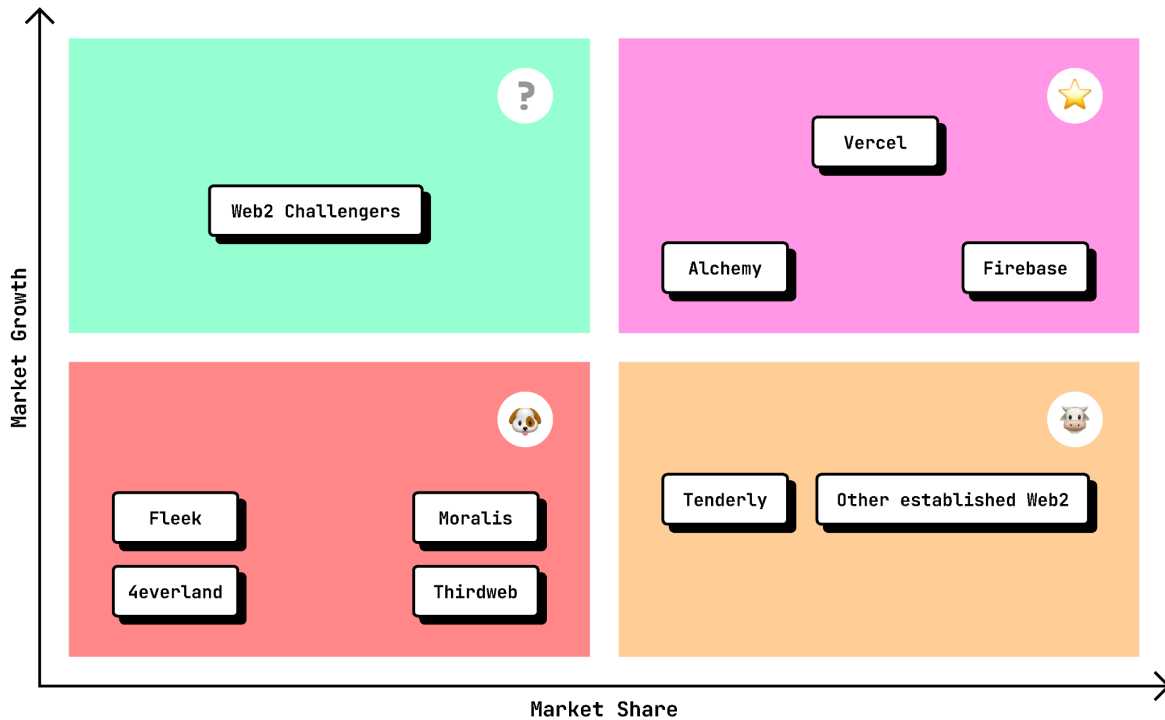 ?
Vercel
Web2 Challengers
Alchemy
Firebase
Market Growth
Tenderly
Other established Web2
Fleek
Moralis
4everland
Thirdweb
Market Share